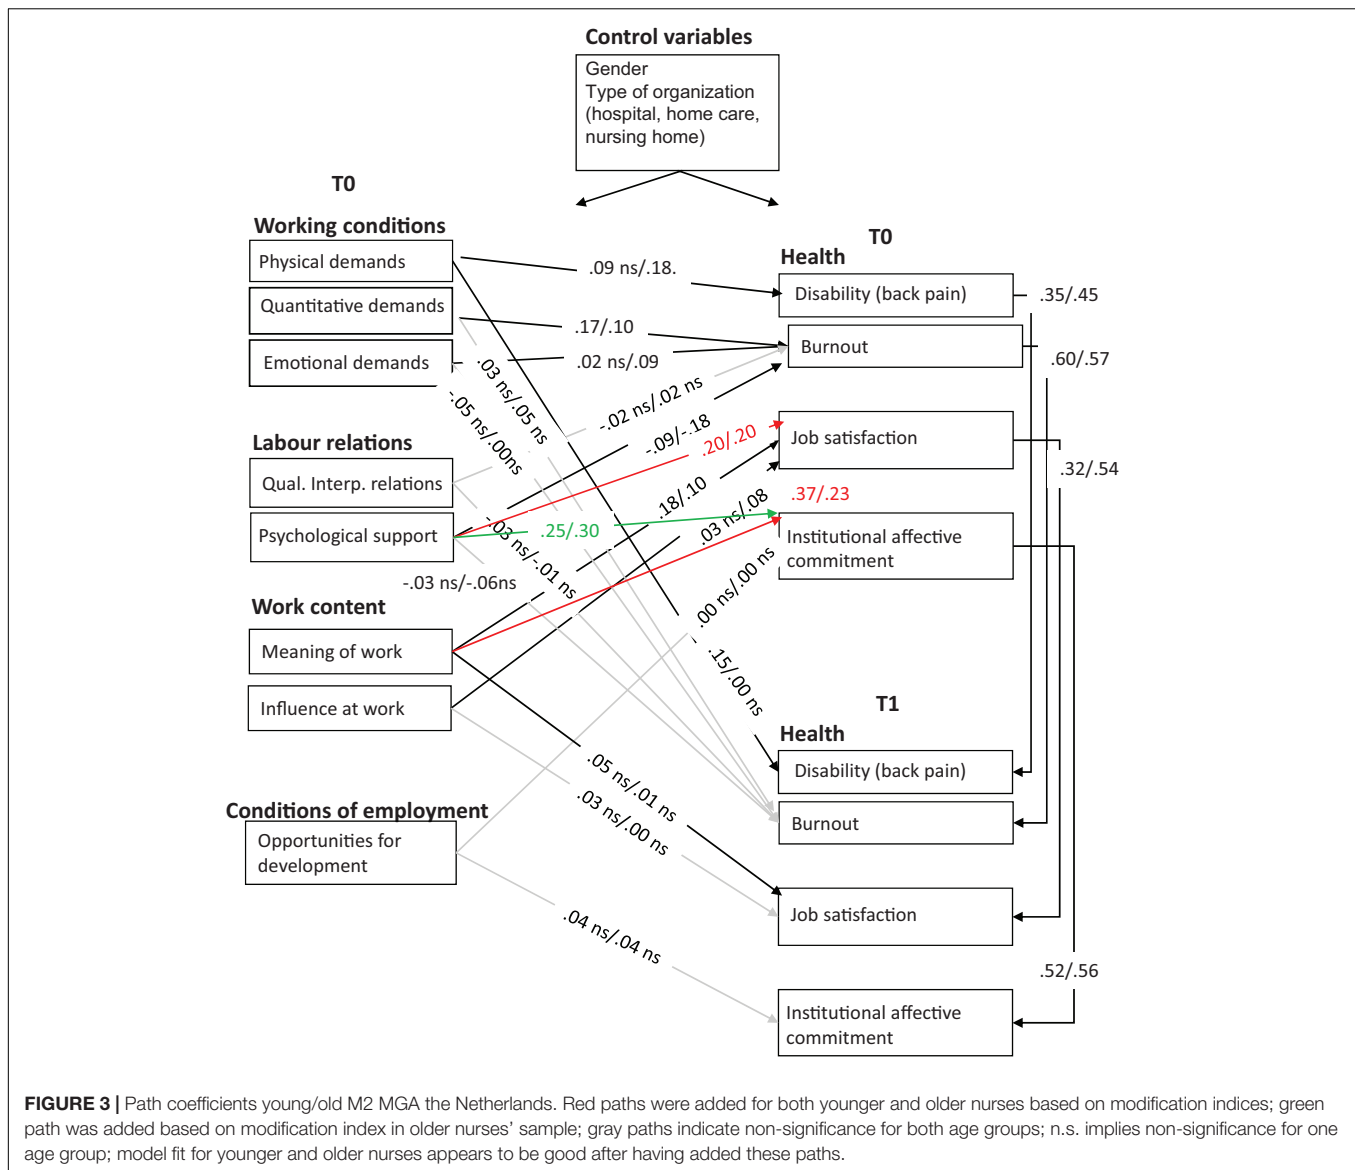 Control variables
Gender
Type of organization
(hospital, home care,
nursing home)
T0
Working conditions
Physical demands
Quantitative demands
Emotional demands
Labour relations
Qual. Interp. relations
Psychological support
Work content
Meaning of work
Influence at work
Conditions of employment
Opportunities for
development
.09 ns/.18.
.17/.10
.02 ns/.09
.03 ns/.05 ns
-.05 ns/.00ns
-.02 ns/.02 ns
-.09/-.18
.20/.20
.18/.10
.03 ns/.08
.37/.23
.25/.30
-.03 ns/-.01 ns
-.03 ns/-.06ns
.00 ns/.00 ns
.15/.00 ns
.05 ns/.01 ns
.03 ns/.00 ns
.04 ns/.04 ns
T0
Health
Disability (back pain)
Burnout
Job satisfaction
Institutional affective
commitment
.35/.45
.60/.57
.32/.54
T1
Health
Disability (back pain)
Burnout
Job satisfaction
Institutional affective
commitment
.52/.56
FIGURE 3 | Path coefficients young/old M2 MGA the Netherlands. Red paths were added for both younger and older nurses based on modification indices; green
path was added based on modification index in older nurses' sample; gray paths indicate non-significance for both age groups; n.s. implies non-significance for one
age group; model fit for younger and older nurses appears to be good after having added these paths.